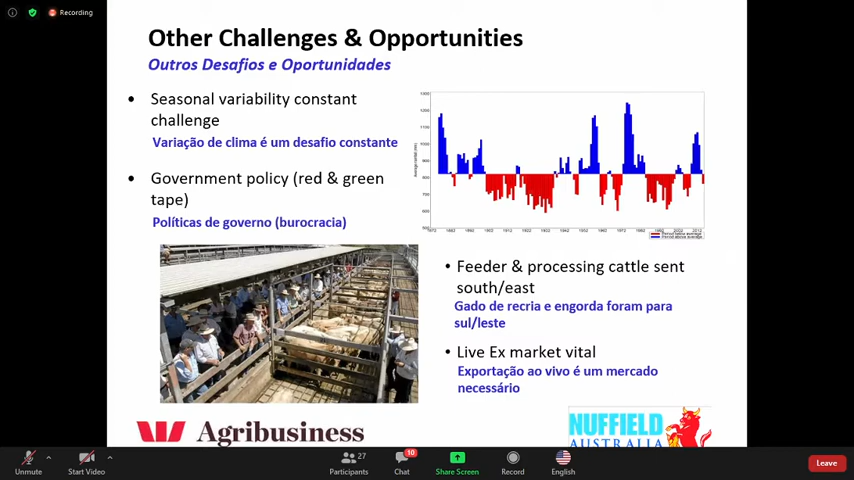 Recording
Other Challenges & Opportunities
Outros Desafios e Oportunidades
• Seasonal variability constant
challenge
Variação de clima é um desafio constante
• Government policy (red & green
tape)
Políticas de governo (burocracia)
• Feeder & processing cattle sent
south/east
Gado de recria e engorda foram para
sul/leste
• Live Ex market vital
Exportação ao vivo é um mercado
necessário
Agribusiness
NUFFIELD
AUSTRALIA
Unmute
Start Video
27
Participants
10
Chat
Share Screen
Record
English
Leave